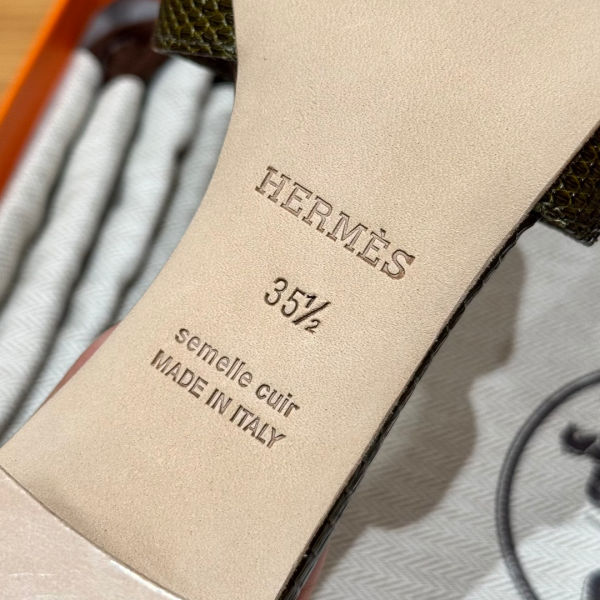 HERMÈS
35½
semelle cuir
MADE IN ITALY